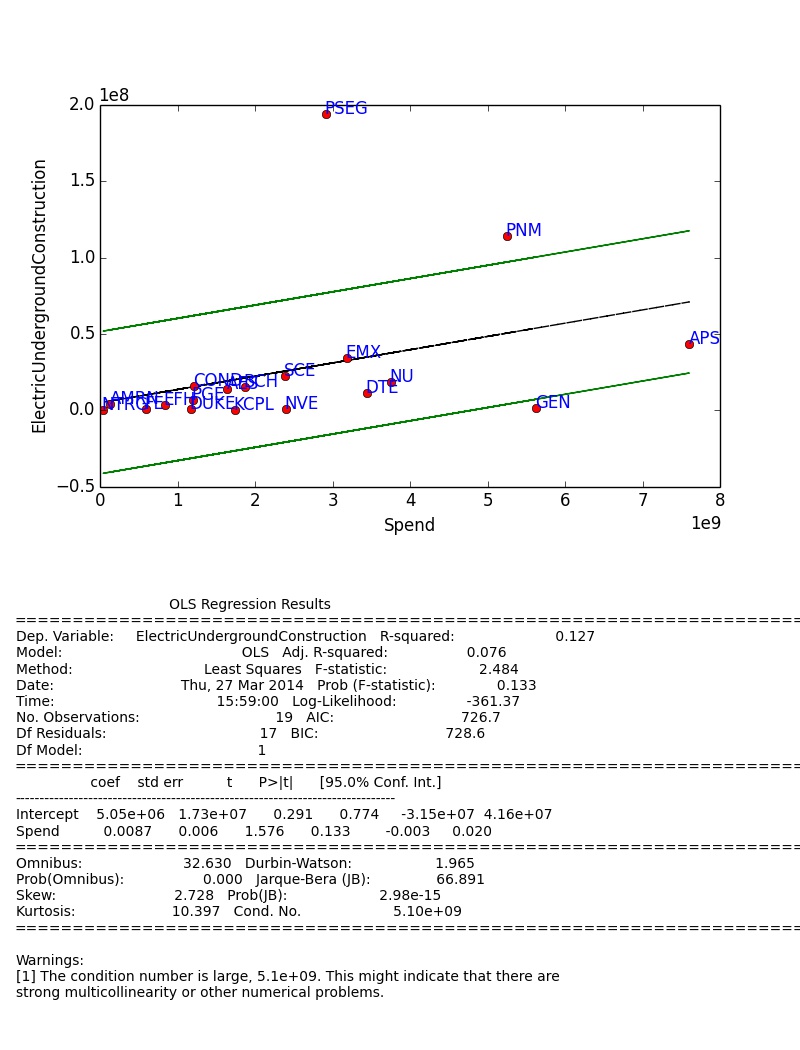 1e8
2.0
1.5
1.0
0.5
0.0
−0.5
ElectricUndergroundConstruction
PSEG
PNM
APS
EMX
SCE
NU
DTL
GEN
NVE
KCPL
DUKE
PGE
EFH
AMRN
0 1 2 3 4 5 6 7 8
1e9
Spend
OLS Regression Results
==============================================================================
Dep. Variable: ElectricUndergroundConstruction R-squared: 0.127
Model: OLS Adj. R-squared: 0.076
Method: Least Squares F-statistic: 2.484
Date: Thu, 27 Mar 2014 Prob (F-statistic): 0.133
Time: 15:59:00 Log-Likelihood: -361.37
No. Observations: 19 AIC: 726.7
Df Residuals: 17 BIC: 728.6
Df Model: 1
==============================================================================
coef std err t P>|t| [95.0% Conf. Int.]
------------------------------------------------------------------------------
Intercept 5.05e+06 1.73e+07 0.291 0.774 -3.15e+07 4.16e+07
Spend 0.0087 0.006 1.576 0.133 -0.003 0.020
==============================================================================
Omnibus: 32.630 Durbin-Watson: 1.965
Prob(Omnibus): 0.000 Jarque-Bera (JB): 66.891
Skew: 2.728 Prob(JB): 2.98e-15
Kurtosis: 10.397 Cond. No. 5.10e+09
==============================================================================
Warnings:
[1] The condition number is large, 5.1e+09. This might indicate that there are
strong multicollinearity or other numerical problems.